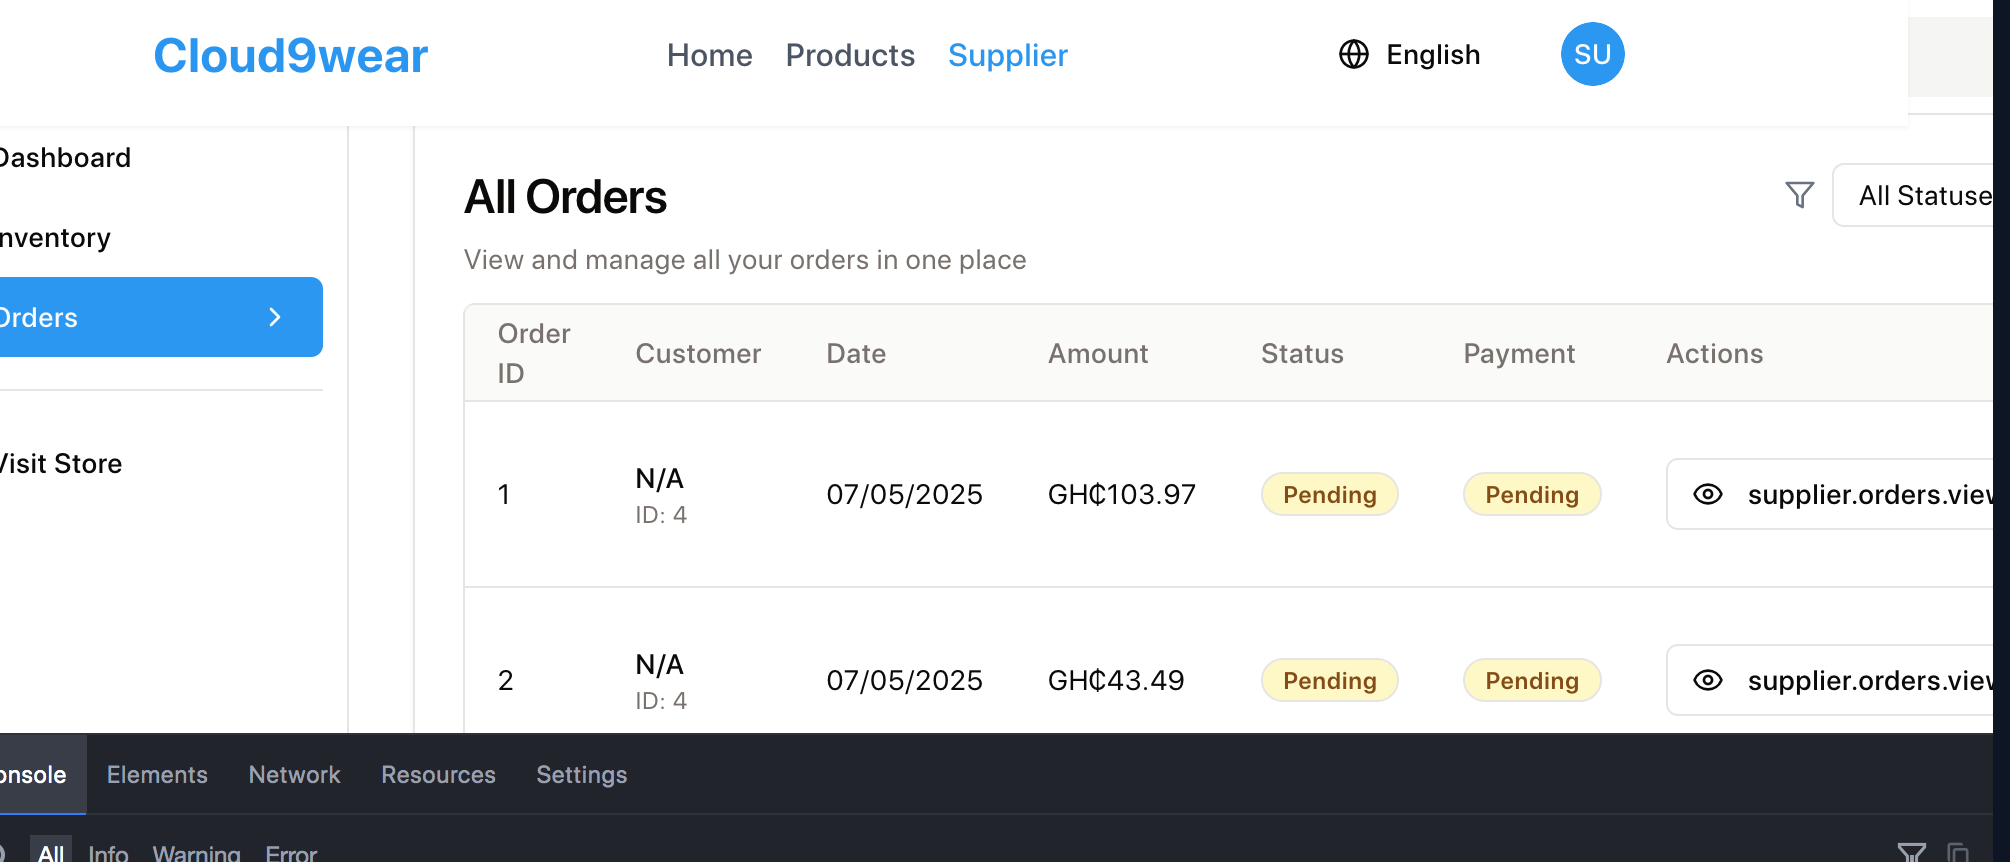 Cloud9wear
Home Products Supplier
English
SU
Dashboard
Inventory
Orders
Visit Store
All Orders
All Statuse
View and manage all your orders in one place
Order ID Customer Date Amount Status Payment Actions
1 N/A 07/05/2025 GH₵103.97 Pending Pending supplier.orders.view
ID: 4
2 N/A 07/05/2025 GH₵43.49 Pending Pending supplier.orders.view
ID: 4
onsole Elements Network Resources Settings
All Info Warning Error